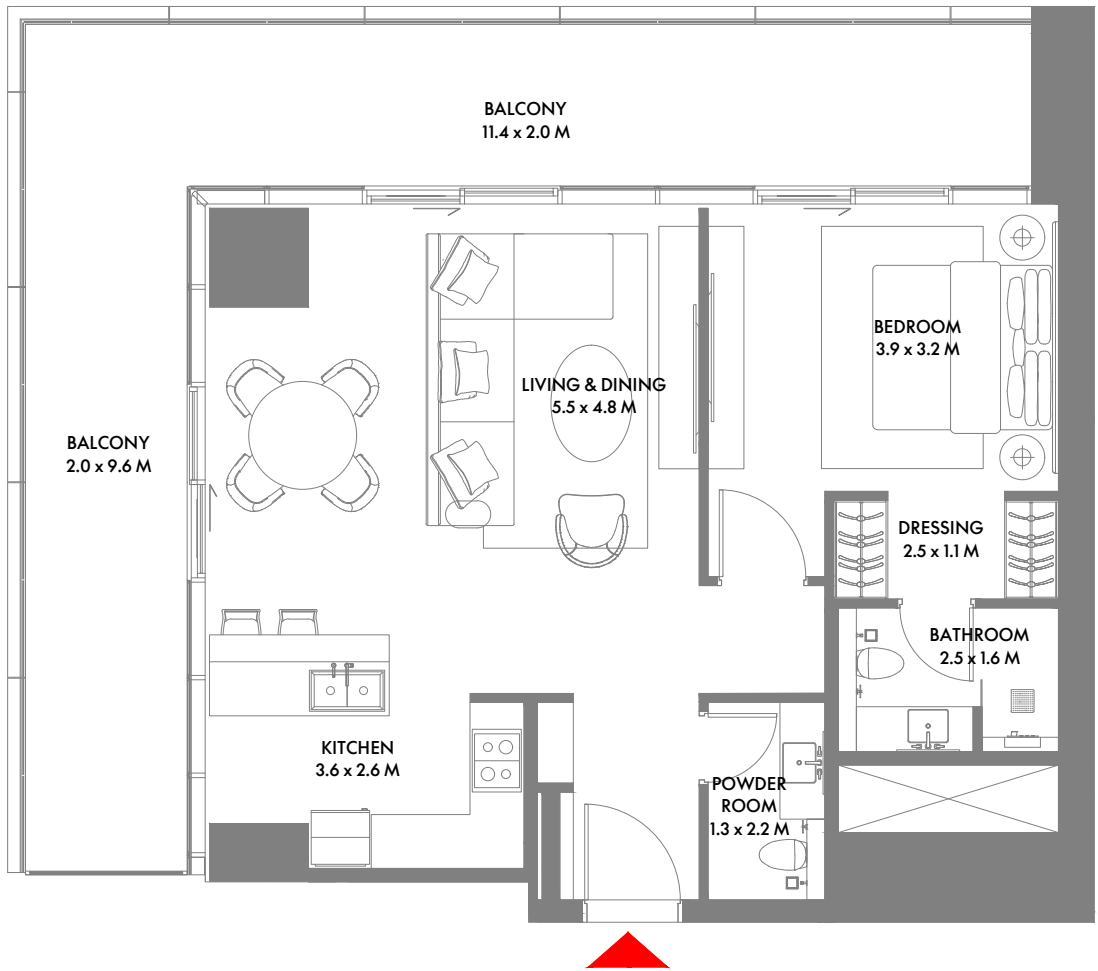 BALCONY
11.4 x 2.0 M
BEDROOM
3.9 x 3.2 M
LIVING & DINING
5.5 x 4.8 M
BALCONY
2.0 x 9.6 M
DRESSING
2.5 x 1.1 M
BATHROOM
2.5 x 1.6 M
KITCHEN
3.6 x 2.6 M
POWDER
ROOM
1.3 x 2.2 M